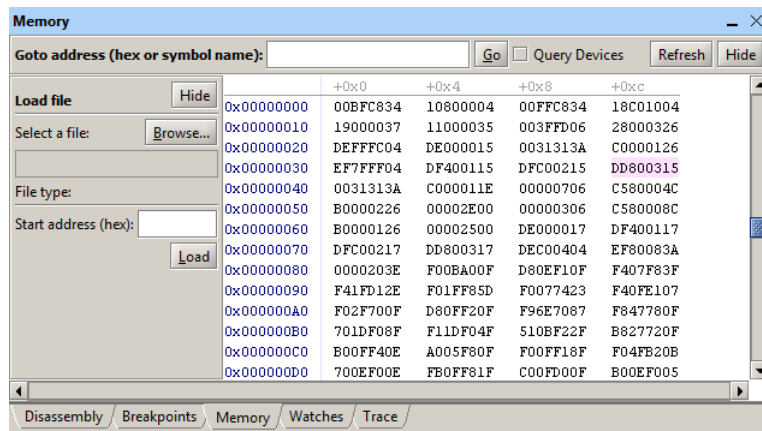 Memory
Goto address (hex or symbol name): Go Query Devices Refresh Hide
Load file Hide
Select a file: Browse...
File type:
Start address (hex):
Load
+0x0 +0x4 +0x8 +0xc
0x00000000 00BFC834 10800004 00FFC834 18C01004
0x00000010 19000037 11000035 003FFD06 28000326
0x00000020 DEFFFC04 DE000015 0031313A C0000126
0x00000030 EF7FFF04 DF400115 DFC00215 DD800315
0x00000040 0031313A C000011E 00000706 C580004C
0x00000050 B0000226 00002E00 00000306 C580008C
0x00000060 B0000126 00002500 DE000017 DF400117
0x00000070 DFC00217 DD800317 DEC00404 EF80083A
0x00000080 0000203E F00BA00F D80EF10F F407F83F
0x00000090 F41FD12E F01FF85D F0077423 F40FE107
0x000000A0 F02F700F D80FF20F F96E7087 F847780F
0x000000B0 701DF08F F11DF04F 510BF22F B827720F
0x000000C0 B00FF40E A005F80F F00FF18F F04FB20B
0x000000D0 700EF00E FB0FF81F C00FD00F B00EF005
Disassembly Breakpoints Memory Watches Trace